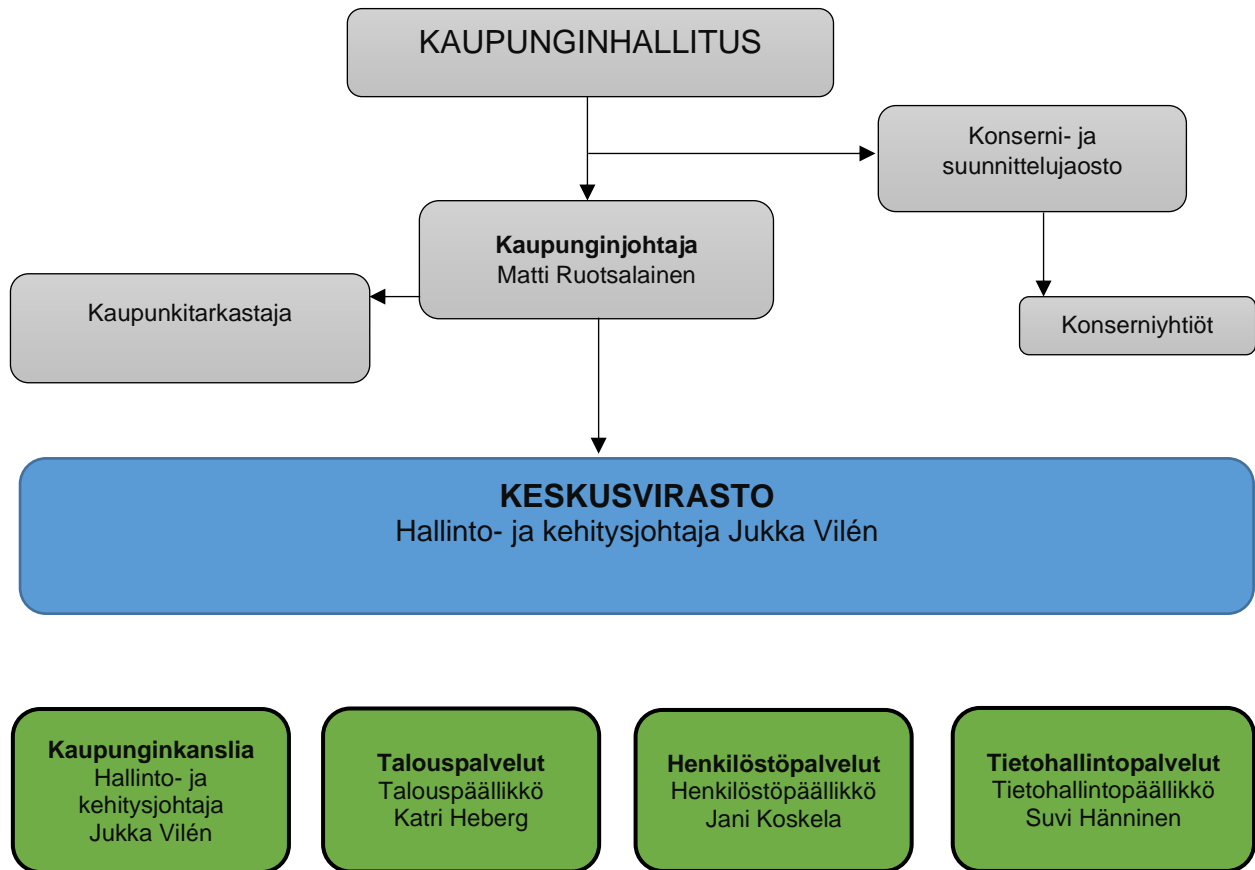 KAUPUNGINHALLITUS
Konserni- ja
suunnittelujaosto
Kaupunginjohtaja
Matti Ruotsalainen
Kaupunkitarkastaja
Konserniyhtiöt
KESKUSVIRASTO
Hallinto- ja kehitysjohtaja Jukka Vilén
Kaupunginkanslia
Hallinto- ja
kehitysjohtaja
Jukka Vilén
Talouspalvelut
Talouspäällikkö
Katri Heberg
Henkilöstöpalvelut
Henkilöstöpäällikkö
Jani Koskela
Tietohallintopalvelut
Tietohallintopäällikkö
Suvi Hänninen